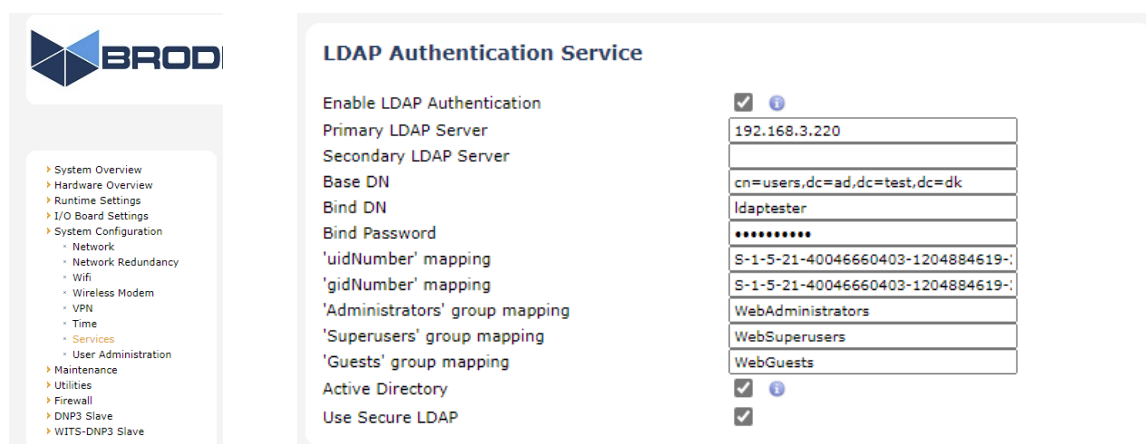 BROD
System Overview
Hardware Overview
Runtime Settings
I/O Board Settings
System Configuration
Network
Network Redundancy
Wifi
Wireless Modem
VPN
Time
Services
User Administration
Maintenance
Utilities
Firewall
DNP3 Slave
WITS-DNP3 Slave
LDAP Authentication Service
Enable LDAP Authentication
Primary LDAP Server 192.168.3.220
Secondary LDAP Server
Base DN cn=users,dc=ad,dc=test,dc=dk
Bind DN ldaptester
Bind Password ••••••••••
'uidNumber' mapping S-1-5-21-40046660403-1204884619-
'gidNumber' mapping S-1-5-21-40046660403-1204884619-
'Administrators' group mapping WebAdministrators
'Superusers' group mapping WebSuperusers
'Guests' group mapping WebGuests
Active Directory
Use Secure LDAP